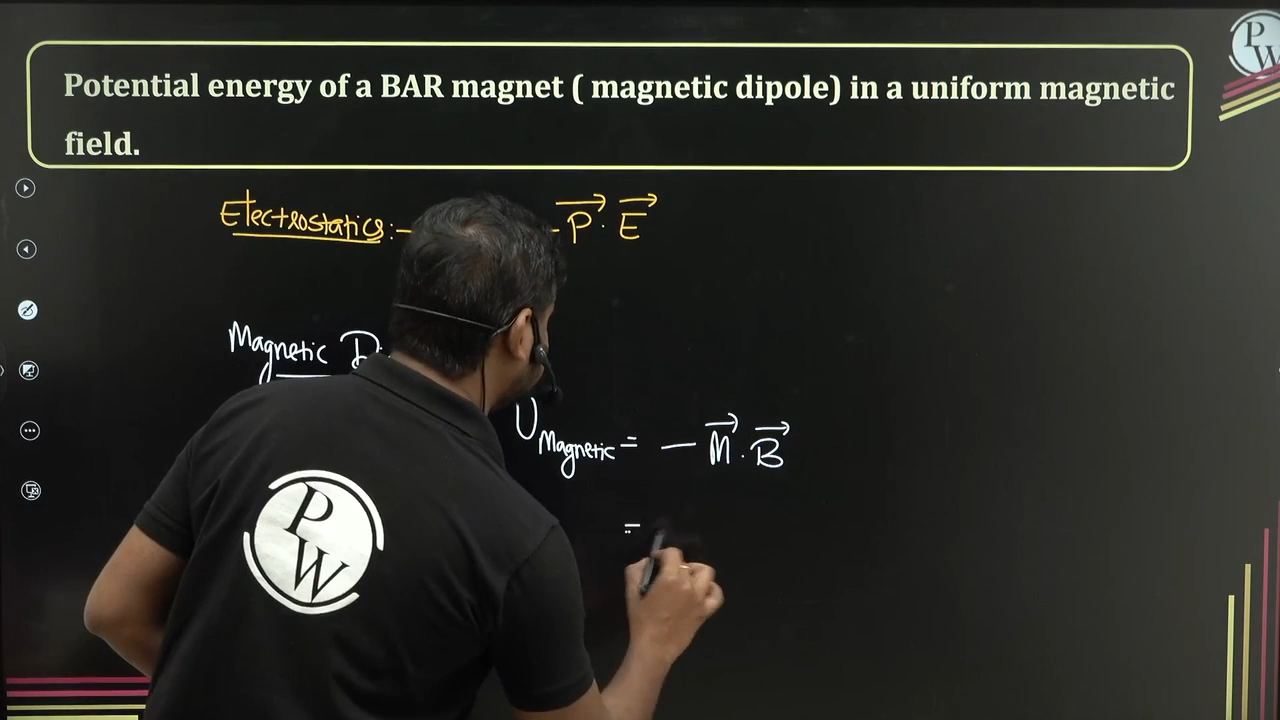 Potential energy of a BAR magnet ( magnetic dipole) in a uniform magnetic
field.
PW
Electrostatics:- - P⃗ . E⃗
Magnetic
U Magnetic = - M⃗ . B⃗
=
PW